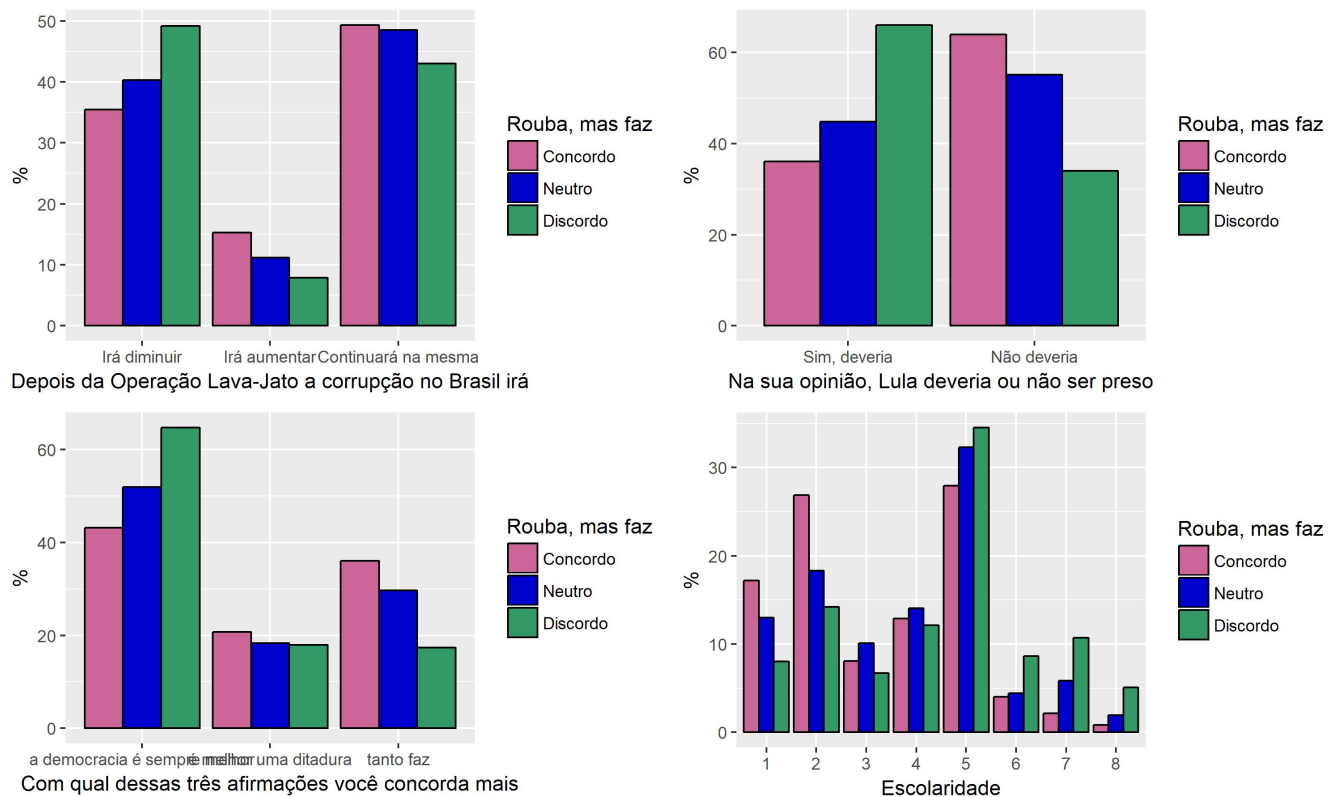 50
40
30
20
10
0
%
Irá diminuir
Irá aumentar
Continuará na mesma
Depois da Operação Lava-Jato a corrupção no Brasil irá
Rouba, mas faz
Concordo
Neutro
Discordo
60
40
20
0
%
Sim, deveria
Não deveria
Na sua opinião, Lula deveria ou não ser preso
Rouba, mas faz
Concordo
Neutro
Discordo
60
40
20
0
%
a democracia é sempre melhor
é melhor uma ditadura
tanto faz
Com qual dessas três afirmações você concorda mais
Rouba, mas faz
Concordo
Neutro
Discordo
30
20
10
0
%
1 2 3 4 5 6 7 8
Escolaridade
Rouba, mas faz
Concordo
Neutro
Discordo